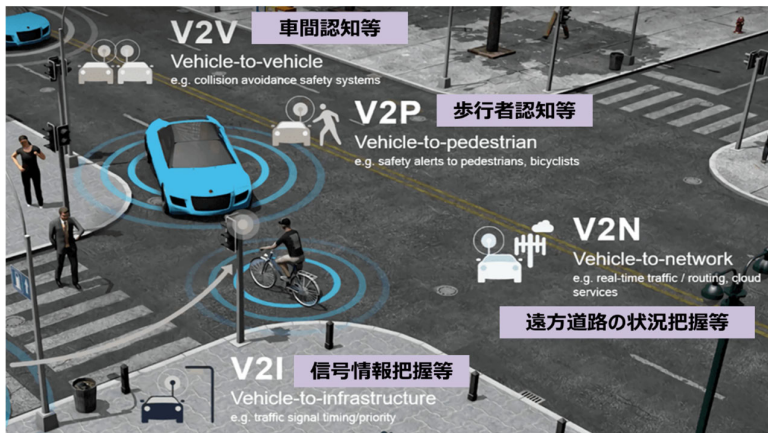 V2V 車間認知等
Vehicle-to-vehicle
e.g. collision avoidance safety systems
V2P 歩行者認知等
Vehicle-to-pedestrian
e.g. safety alerts to pedestrians, bicyclists
V2N
Vehicle-to-network
e.g. real-time traffic / routing, cloud
services
遠方道路の状況把握等
V2I 信号情報把握等
Vehicle-to-infrastructure
e.g. traffic signal timing/priority